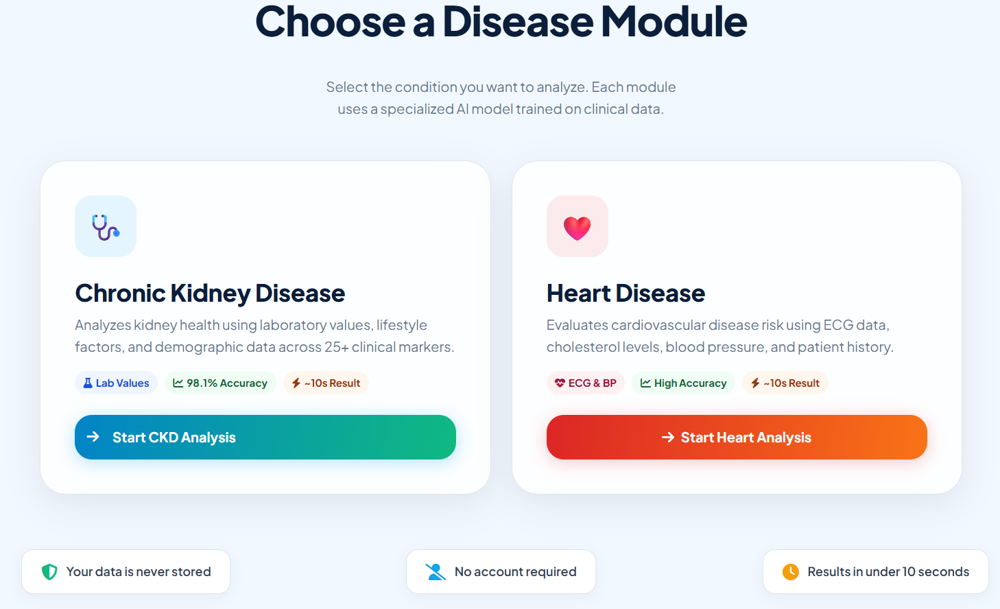 Choose a Disease Module
Select the condition you want to analyze. Each module
uses a specialized AI model trained on clinical data.
Chronic Kidney Disease
Analyzes kidney health using laboratory values, lifestyle
factors, and demographic data across 25+ clinical markers.
Lab Values
98.1% Accuracy
~10s Result
Start CKD Analysis
Heart Disease
Evaluates cardiovascular disease risk using ECG data,
cholesterol levels, blood pressure, and patient history.
ECG & BP
High Accuracy
~10s Result
Start Heart Analysis
Your data is never stored
No account required
Results in under 10 seconds